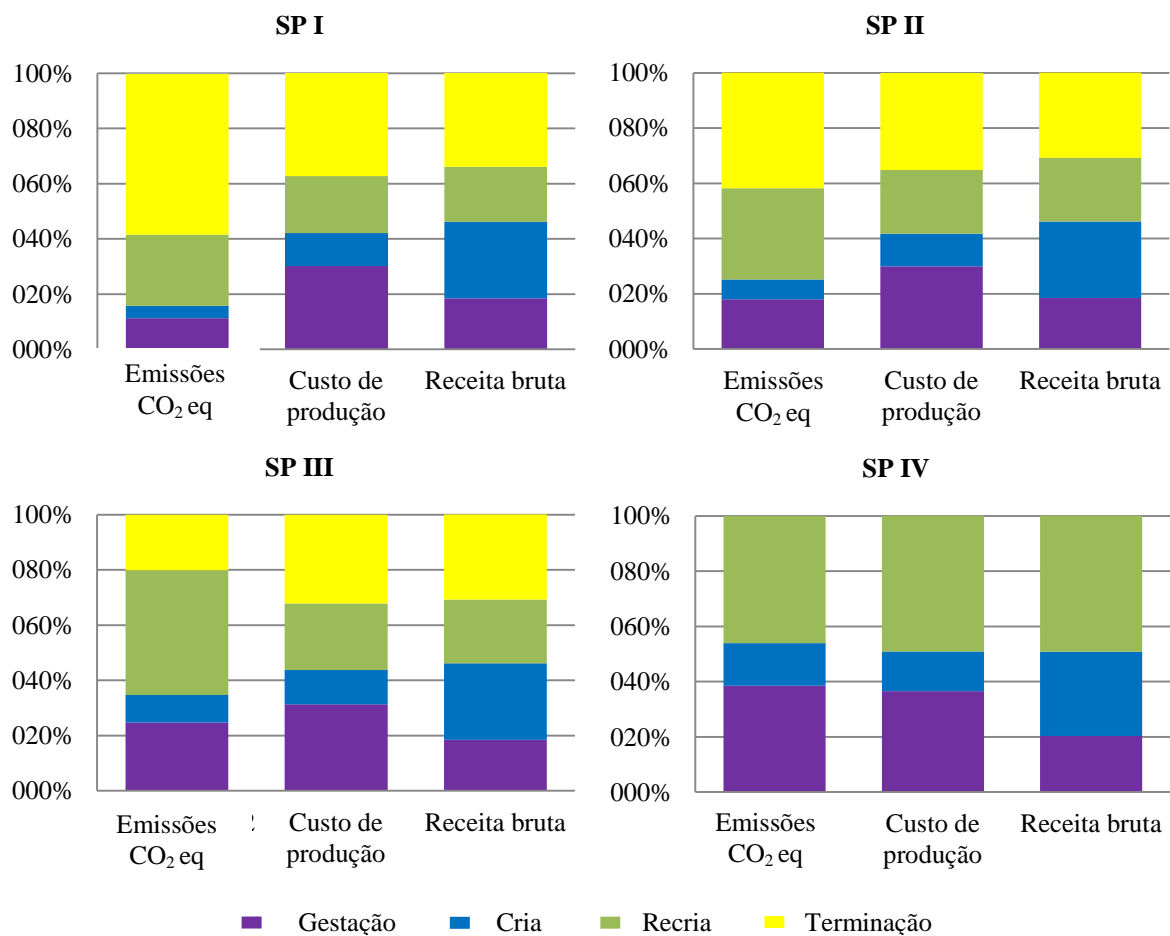 SP I
100%
080%
060%
040%
020%
000%
Emissões
CO₂ eq
Custo de
produção
Receita bruta
SP II
100%
080%
060%
040%
020%
000%
Emissões
CO₂ eq
Custo de
produção
Receita bruta
SP III
100%
080%
060%
040%
020%
000%
Emissões
CO₂ eq
2
Custo de
produção
Receita bruta
SP IV
100%
080%
060%
040%
020%
000%
Emissões
CO₂ eq
Custo de
produção
Receita bruta
Gestação Cria Recria Terminação